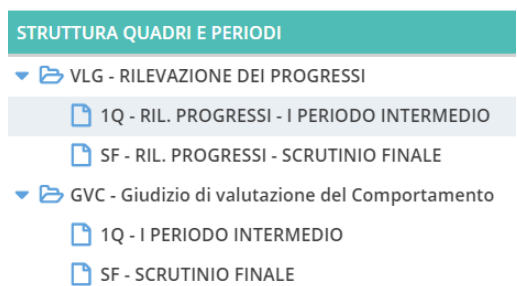 STRUTTURA QUADRI E PERIODI
VLG - RILEVAZIONE DEI PROGRESSI
1Q - RIL. PROGRESSI - I PERIODO INTERMEDIO
SF - RIL. PROGRESSI - SCRUTINIO FINALE
GVC - Giudizio di valutazione del Comportamento
1Q - I PERIODO INTERMEDIO
SF - SCRUTINIO FINALE